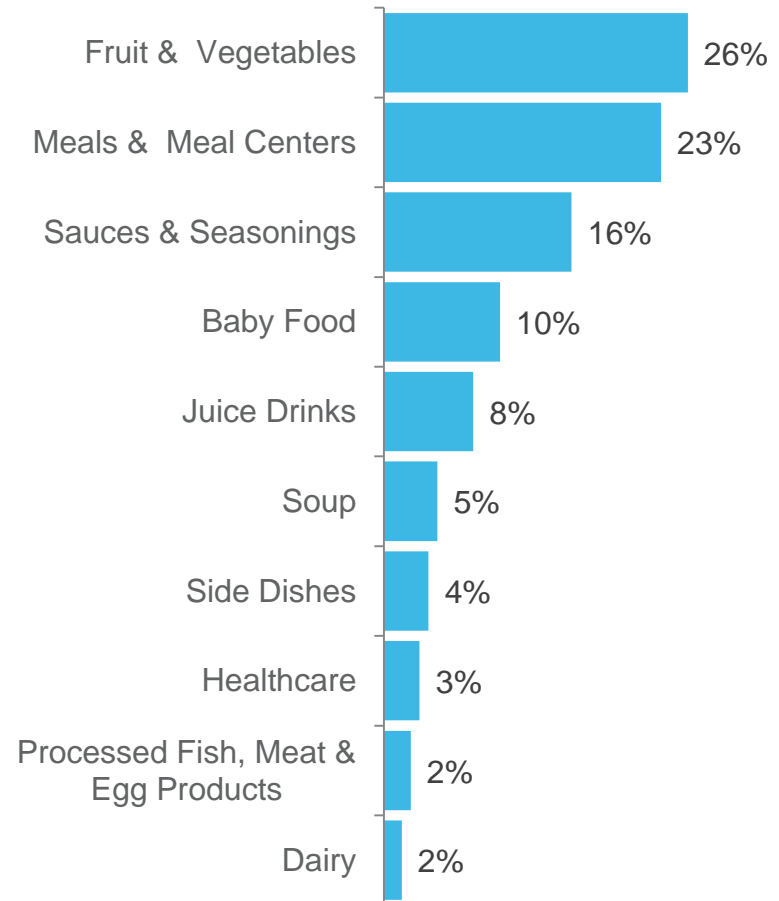 Fruit & Vegetables 26%
Meals & Meal Centers 23%
Sauces & Seasonings 16%
Baby Food 10%
Juice Drinks 8%
Soup 5%
Side Dishes 4%
Healthcare 3%
Processed Fish, Meat &
Egg Products 2%
Dairy 2%